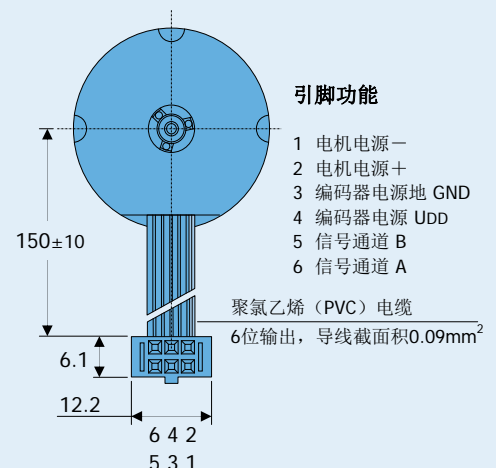 引脚功能
1 电机电源－
2 电机电源＋
3 编码器电源地 GND
4 编码器电源 UDD
5 信号通道 B
6 信号通道 A
150±10
聚氯乙烯（PVC）电缆
6位输出，导线截面积0.09mm²
6.1
12.2
6 4 2
5 3 1